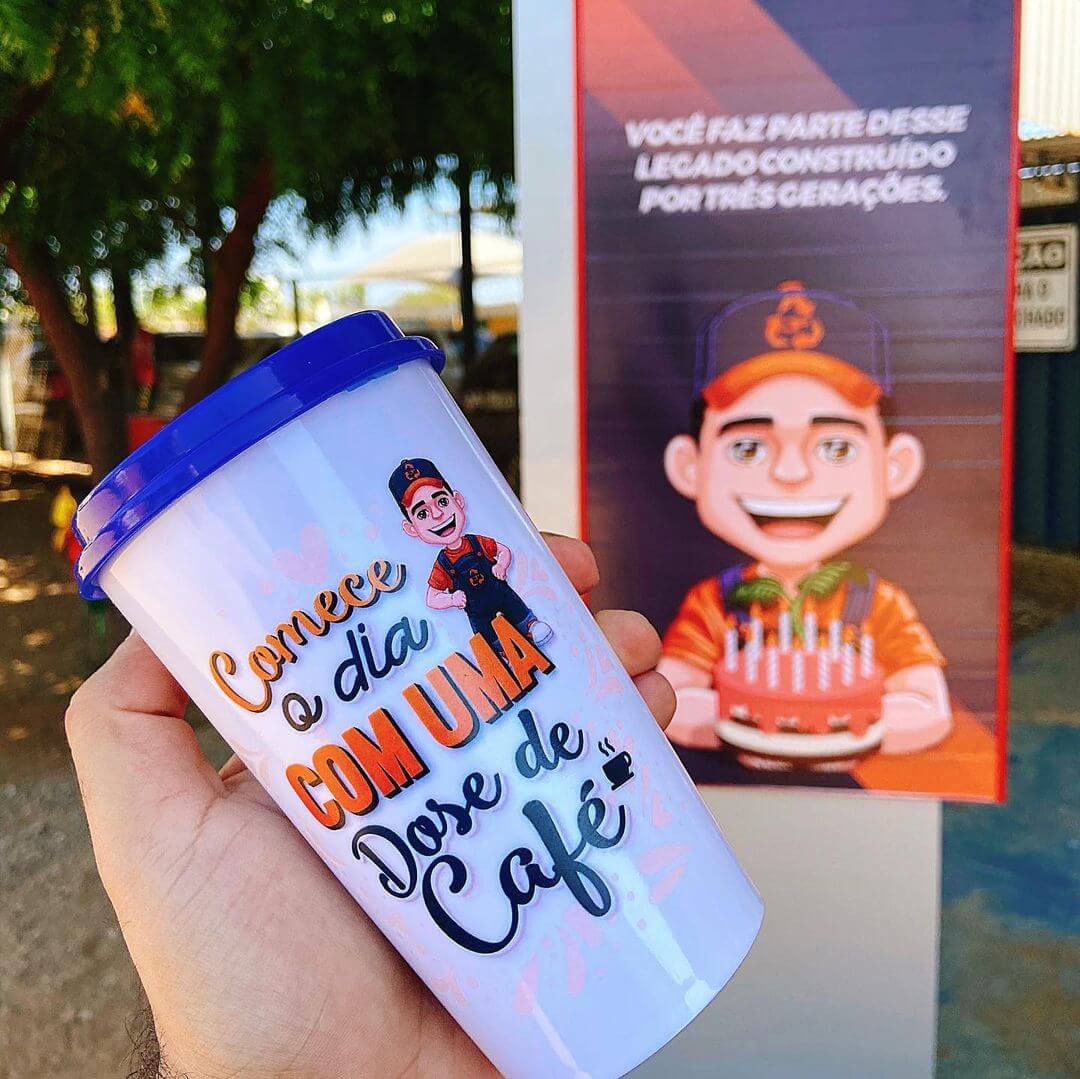 VOCÊ FAZ PARTE DESSE
LEGADO CONSTRUÍDO
POR TRÊS GERAÇÕES.
Comece
o dia
COM UMA
Dose de
Café